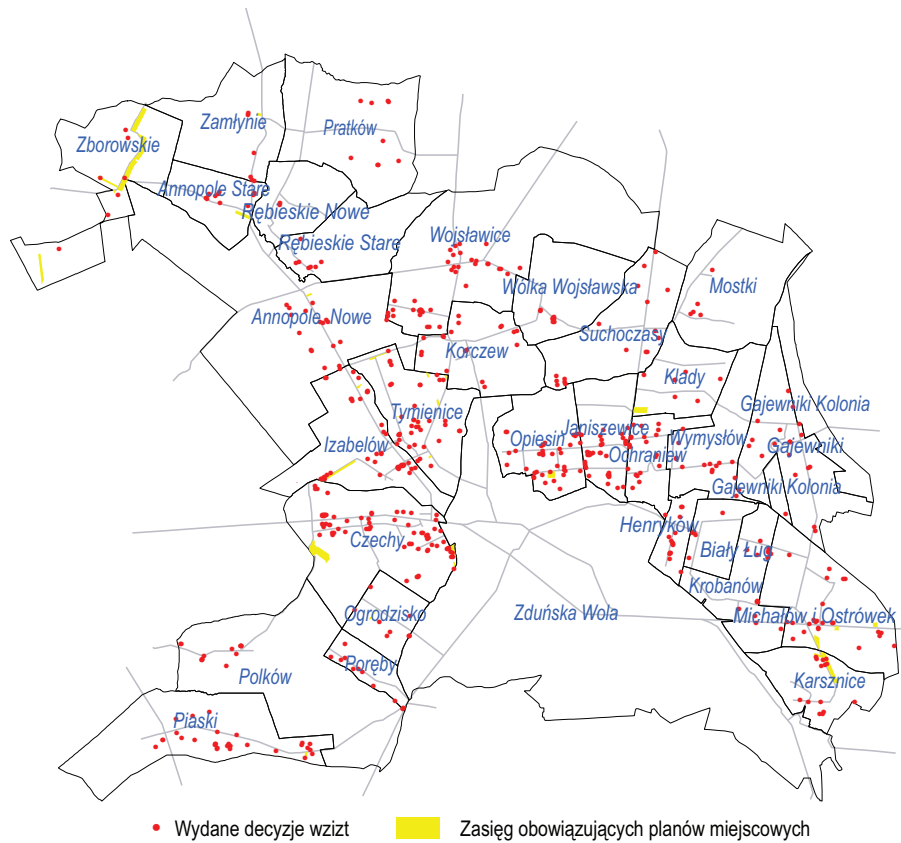 Zamłynie
Pratków
Zborowskie
Annopole Stare
Rębieskie Nowe
Rębieskie Stare
Wojsławice
Wólka Wojsławska
Mostki
Annopole Nowe
Suchoczasy
Korczew
Kłady
Tymienice
Gajewniki Kolonia
Izabelów
Opiesin
Janiszewice
Ochraniew
Wymysłów
Gajewniki
Gajewniki Kolonia
Henryków
Czechy
Biały Ług
Krobanów
Ogrodzisko
Zduńska Wola
Michałów i Ostrówek
Poręby
Polków
Karsznice
Piaski
Wydane decyzje wzizt
Zasięg obowiązujących planów miejscowych